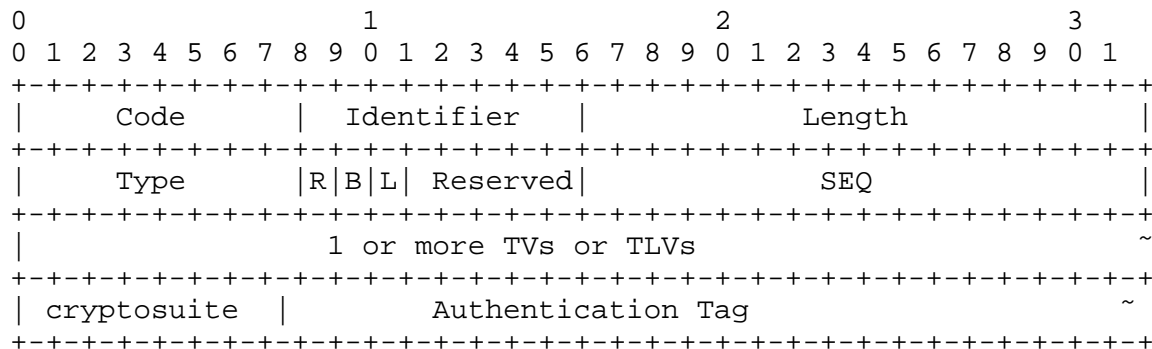 0                   1                   2                   3
0 1 2 3 4 5 6 7 8 9 0 1 2 3 4 5 6 7 8 9 0 1 2 3 4 5 6 7 8 9 0 1
+-+-+-+-+-+-+-+-+-+-+-+-+-+-+-+-+-+-+-+-+-+-+-+-+-+-+-+-+-+-+-+-+
|      Code     |  Identifier   |            Length             |
+-+-+-+-+-+-+-+-+-+-+-+-+-+-+-+-+-+-+-+-+-+-+-+-+-+-+-+-+-+-+-+-+
|      Type     |R|B|L| Reserved|             SEQ               |
+-+-+-+-+-+-+-+-+-+-+-+-+-+-+-+-+-+-+-+-+-+-+-+-+-+-+-+-+-+-+-+-+
|                 1 or more TVs or TLVs                         ~
+-+-+-+-+-+-+-+-+-+-+-+-+-+-+-+-+-+-+-+-+-+-+-+-+-+-+-+-+-+-+-+-+
| cryptosuite  |        Authentication Tag                     ~
+-+-+-+-+-+-+-+-+-+-+-+-+-+-+-+-+-+-+-+-+-+-+-+-+-+-+-+-+-+-+-+-+